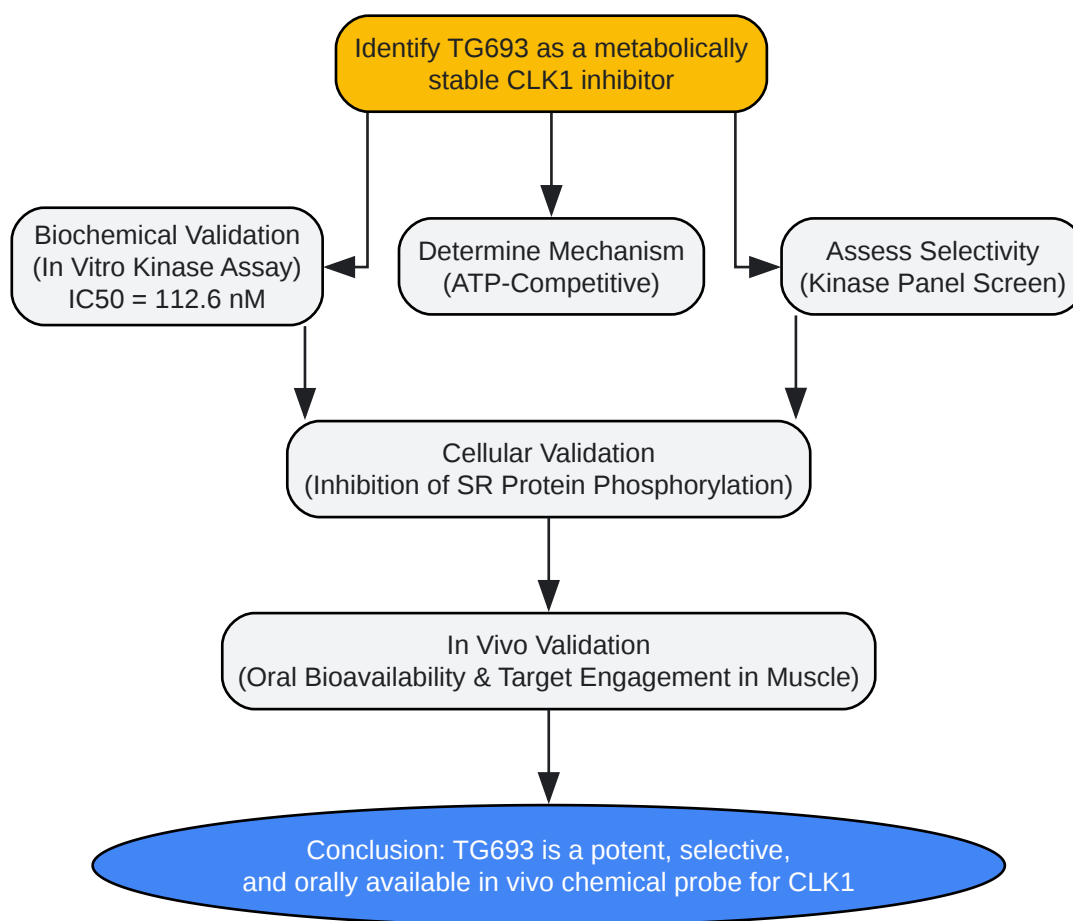 Identify TG693 as a metabolically
stable CLK1 inhibitor
Biochemical Validation
(In Vitro Kinase Assay)
IC50 = 112.6 nM
Determine Mechanism
(ATP-Competitive)
Assess Selectivity
(Kinase Panel Screen)
Cellular Validation
(Inhibition of SR Protein Phosphorylation)
In Vivo Validation
(Oral Bioavailability & Target Engagement in Muscle)
Conclusion: TG693 is a potent, selective,
and orally available in vivo chemical probe for CLK1